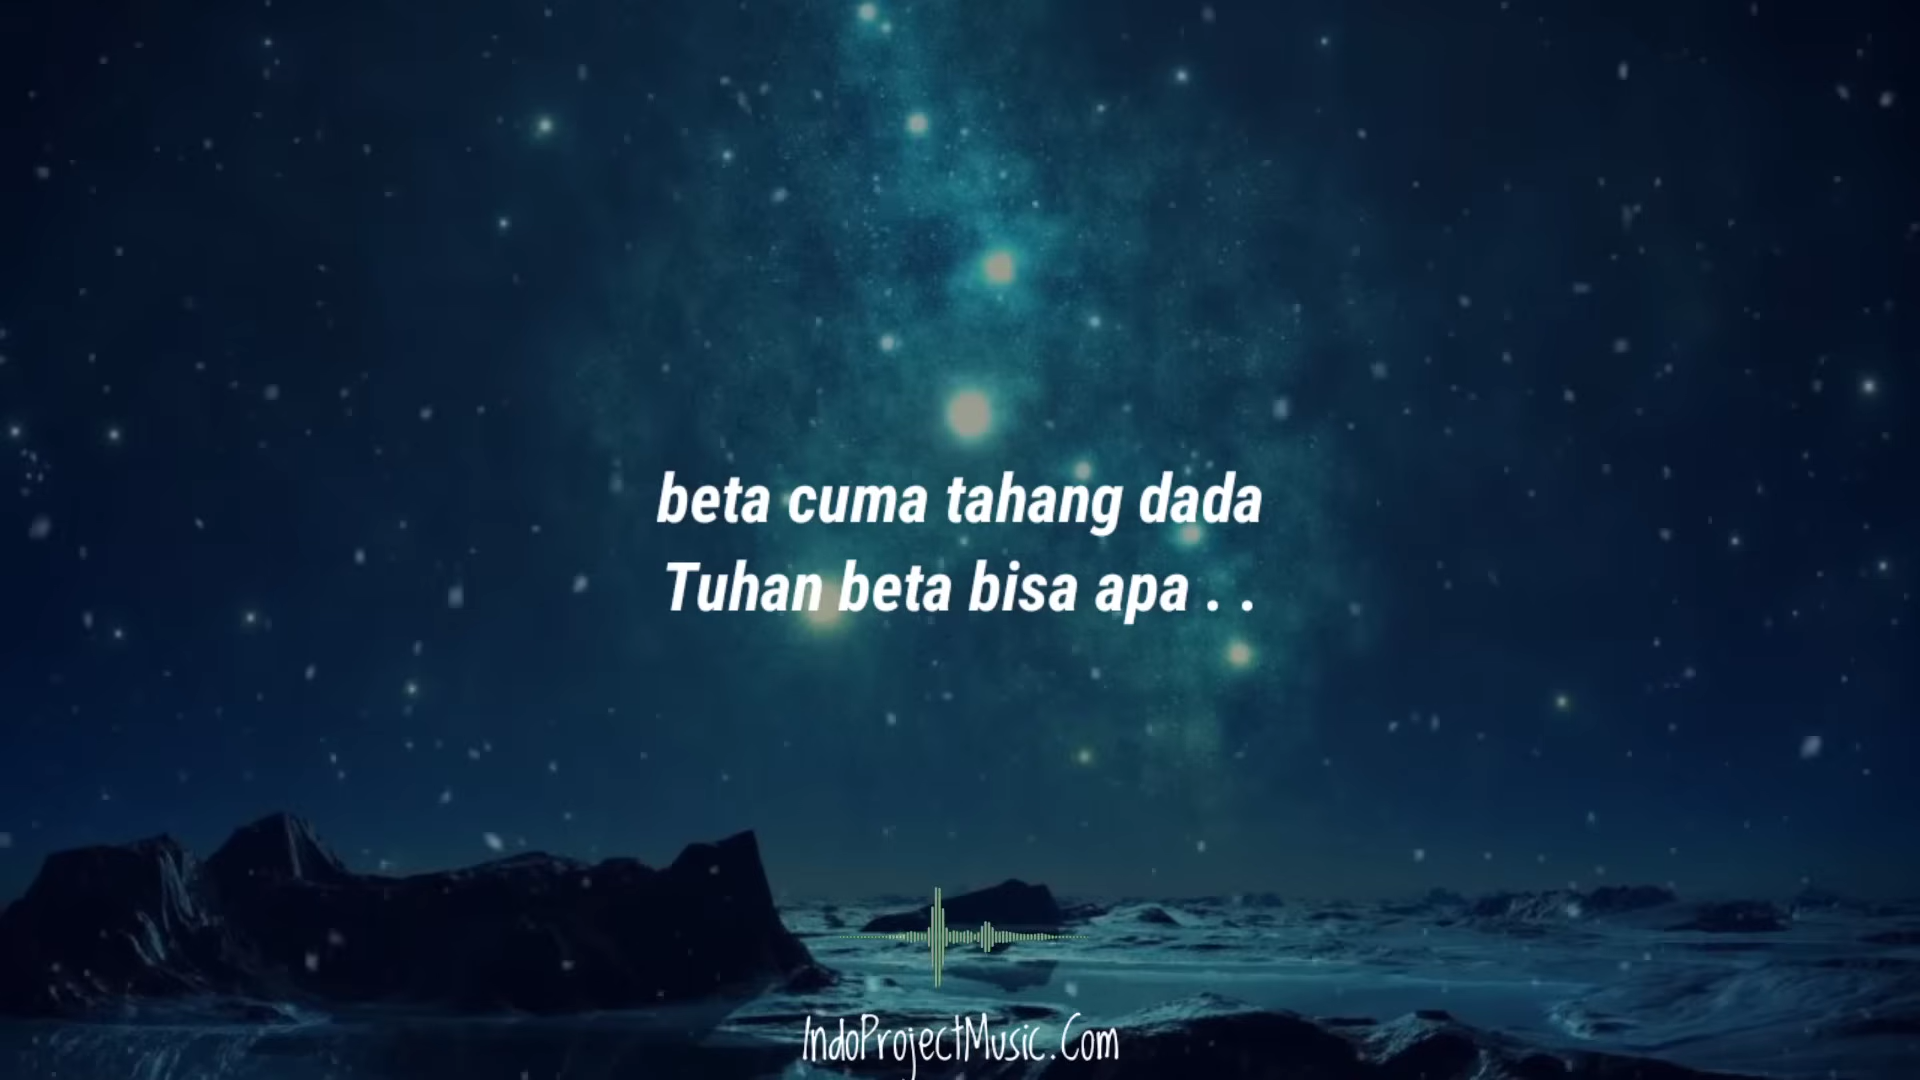 beta cuma tahang dada
Tuhan beta bisa apa . .
IndoProjectMusic.Com